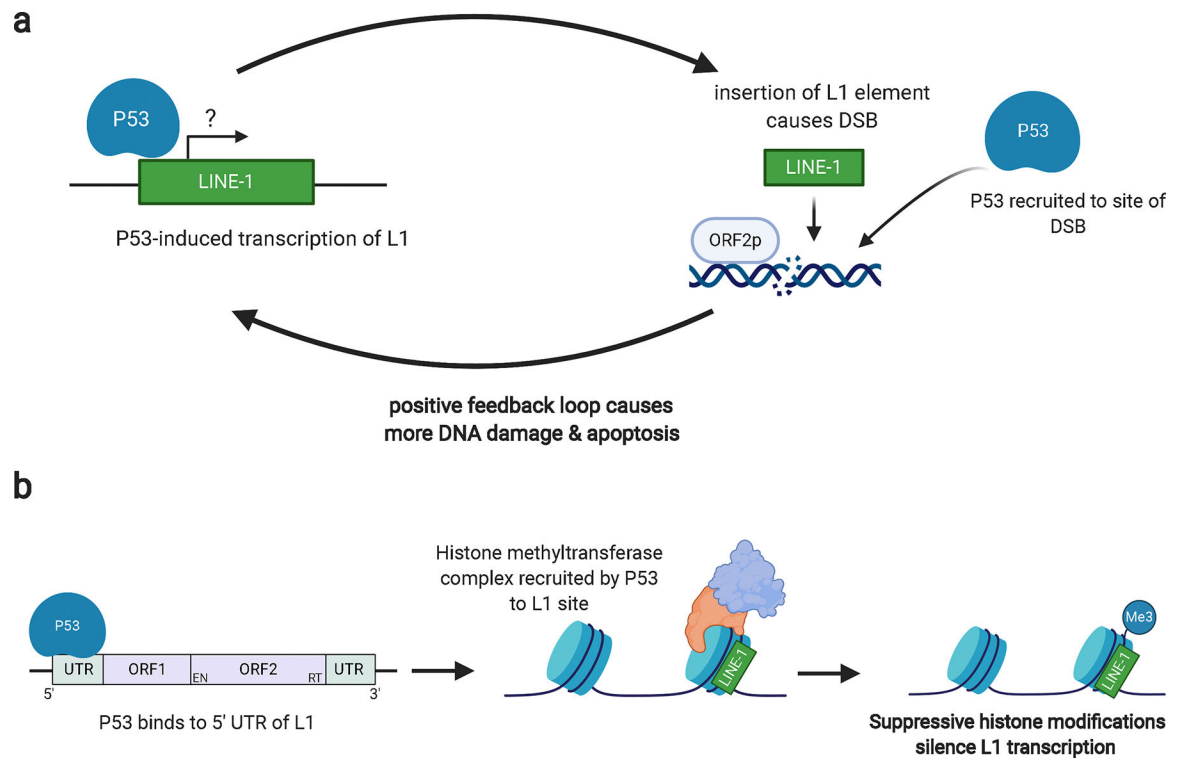 a
P53
?
LINE-1
P53-induced transcription of L1
insertion of L1 element
causes DSB
LINE-1
ORF2p
P53
P53 recruited to site of
DSB
positive feedback loop causes
more DNA damage & apoptosis
b
P53
UTR
ORF1
EN
ORF2
RT
UTR
5'
3'
P53 binds to 5' UTR of L1
Histone methyltransferase
complex recruited by P53
to L1 site
LINE-1
Me3
LINE-1
Suppressive histone modifications
silence L1 transcription